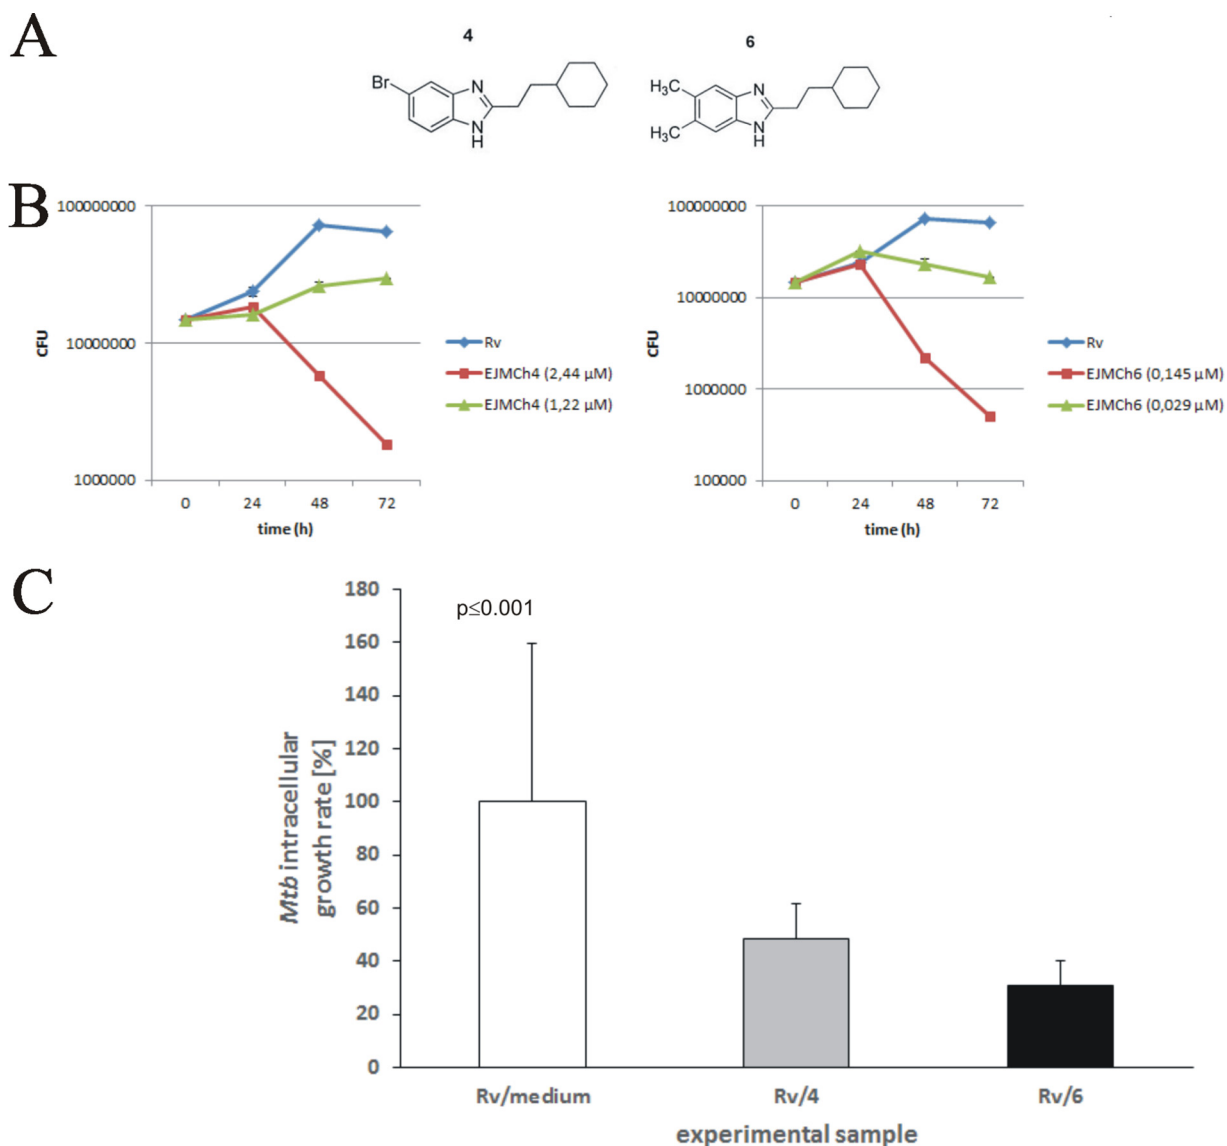 A
4
Br
N
N
H
6
H₃C
H₃C
N
N
H
B
100000000
10000000
1000000
CFU
0 24 48 72
time (h)
Rv
EJMCh4 (2,44 µM)
EJMCh4 (1,22 µM)
100000000
10000000
1000000
100000
CFU
0 24 48 72
time (h)
Rv
EJMCh6 (0,145 µM)
EJMCh6 (0,029 µM)
C
Mtb intracellular
growth rate [%]
180
160
140
120
100
80
60
40
20
0
p≤0.001
Rv/medium Rv/4 Rv/6
experimental sample